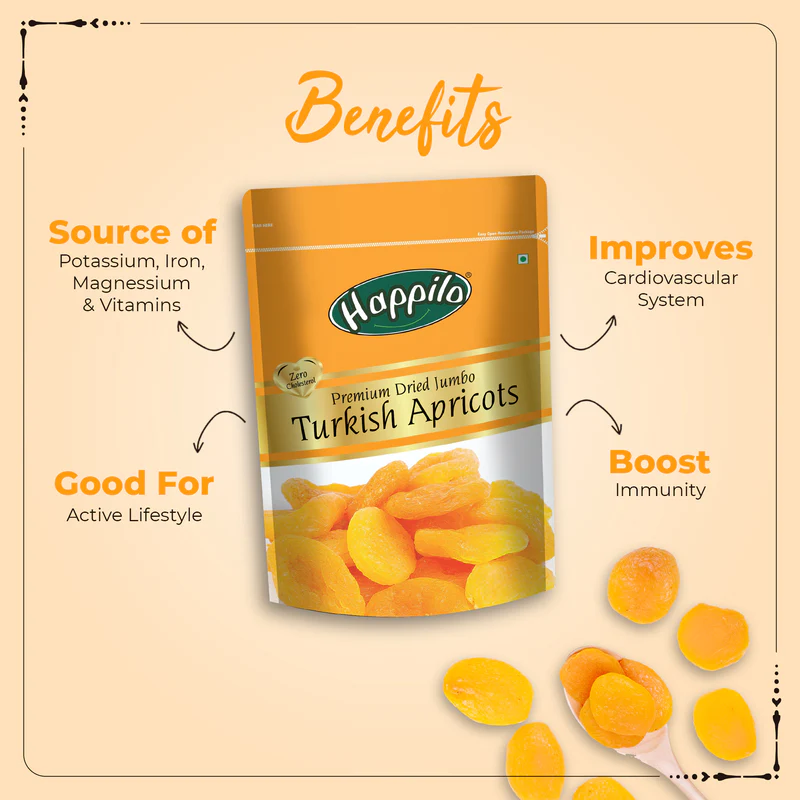 Benefits
Source of
Potassium, Iron,
Magnessium
& Vitamins
Improves
Cardiovascular
System
Good For
Active Lifestyle
Boost
Immunity
Happilo®
Zero
Cholesterol
Premium Dried Jumbo
Turkish Apricots